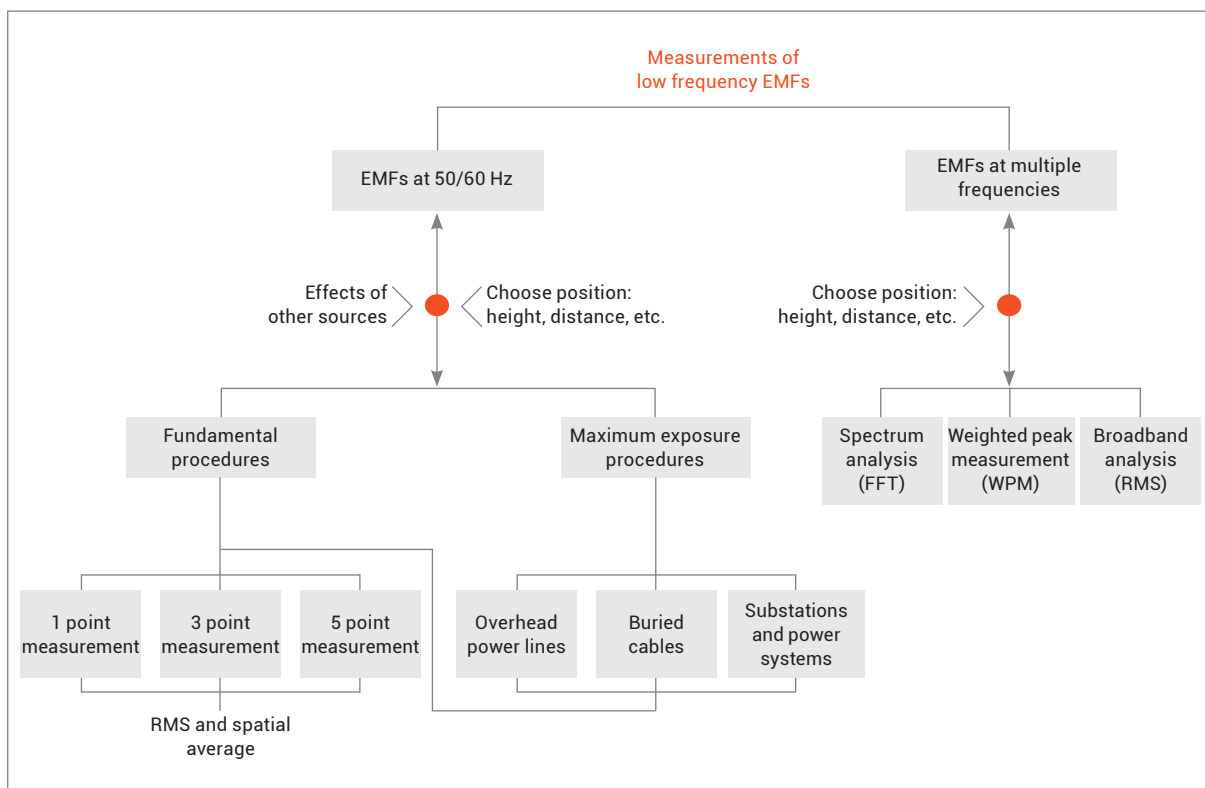 Measurements of
low frequency EMFs
EMFs at 50/60 Hz
EMFs at multiple
frequencies
Effects of
other sources
Choose position:
height, distance, etc.
Choose position:
height, distance, etc.
Fundamental
procedures
Maximum exposure
procedures
Spectrum
analysis
(FFT)
Weighted peak
measurement
(WPM)
Broadband
analysis
(RMS)
1 point
measurement
3 point
measurement
5 point
measurement
Overhead
power lines
Buried
cables
Substations
and power
systems
RMS and spatial
average